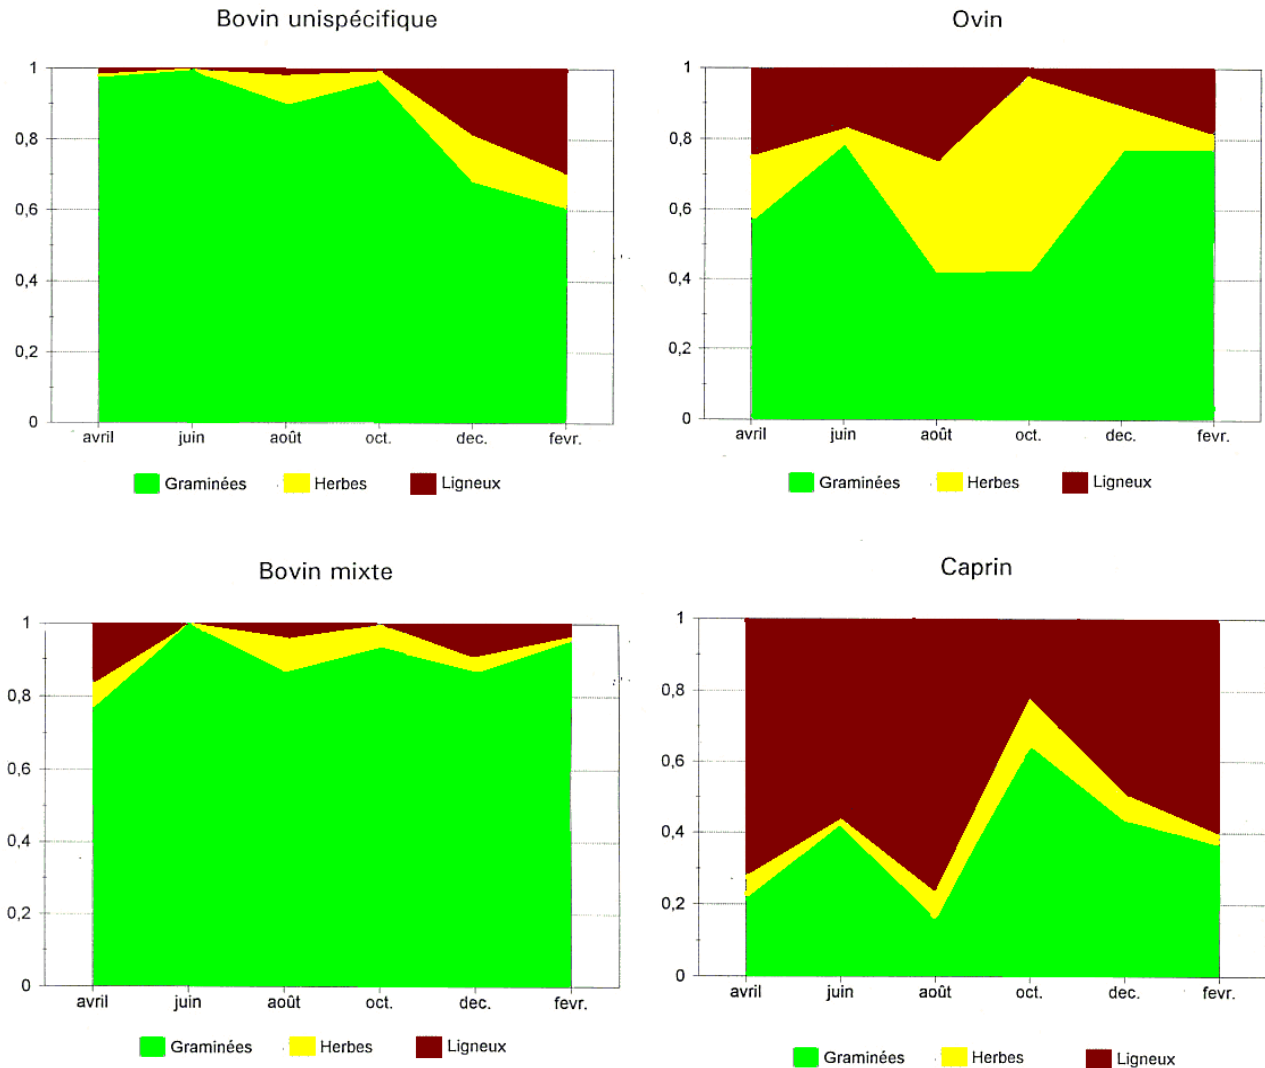 Bovin unispécifique
1
0,8
0,6
0,4
0,2
0
avril juin août oct. dec. fevr.
Graminées Herbes Ligneux
Ovin
1
0,8
0,6
0,4
0,2
0
avril juin août oct. dec. fevr.
Graminées Herbes Ligneux
Bovin mixte
1
0,8
0,6
0,4
0,2
0
avril juin août oct. dec. fevr.
Graminées Herbes Ligneux
Caprin
1
0,8
0,6
0,4
0,2
0
avril juin août oct. dec. fevr.
Graminées Herbes Ligneux